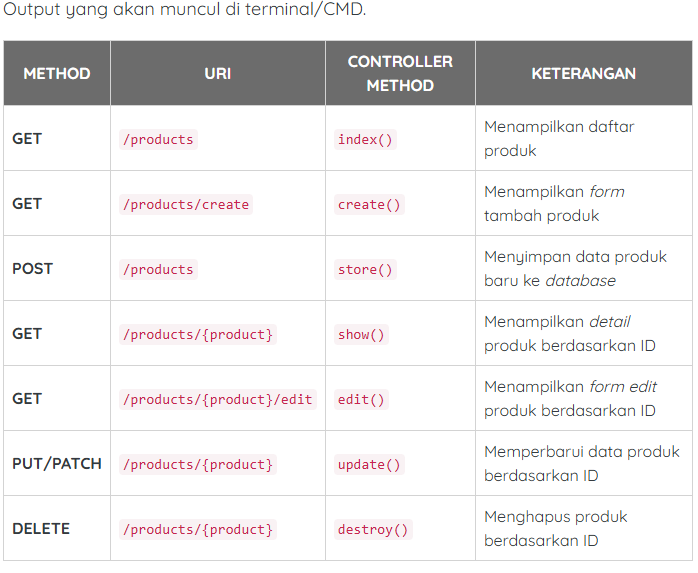 Output yang akan muncul di terminal/CMD.
METHOD URI CONTROLLER METHOD KETERANGAN
GET /products index() Menampilkan daftar produk
GET /products/create create() Menampilkan form tambah produk
POST /products store() Menyimpan data produk baru ke database
GET /products/{product} show() Menampilkan detail produk berdasarkan ID
GET /products/{product}/edit edit() Menampilkan form edit produk berdasarkan ID
PUT/PATCH /products/{product} update() Memperbarui data produk berdasarkan ID
DELETE /products/{product} destroy() Menghapus produk berdasarkan ID